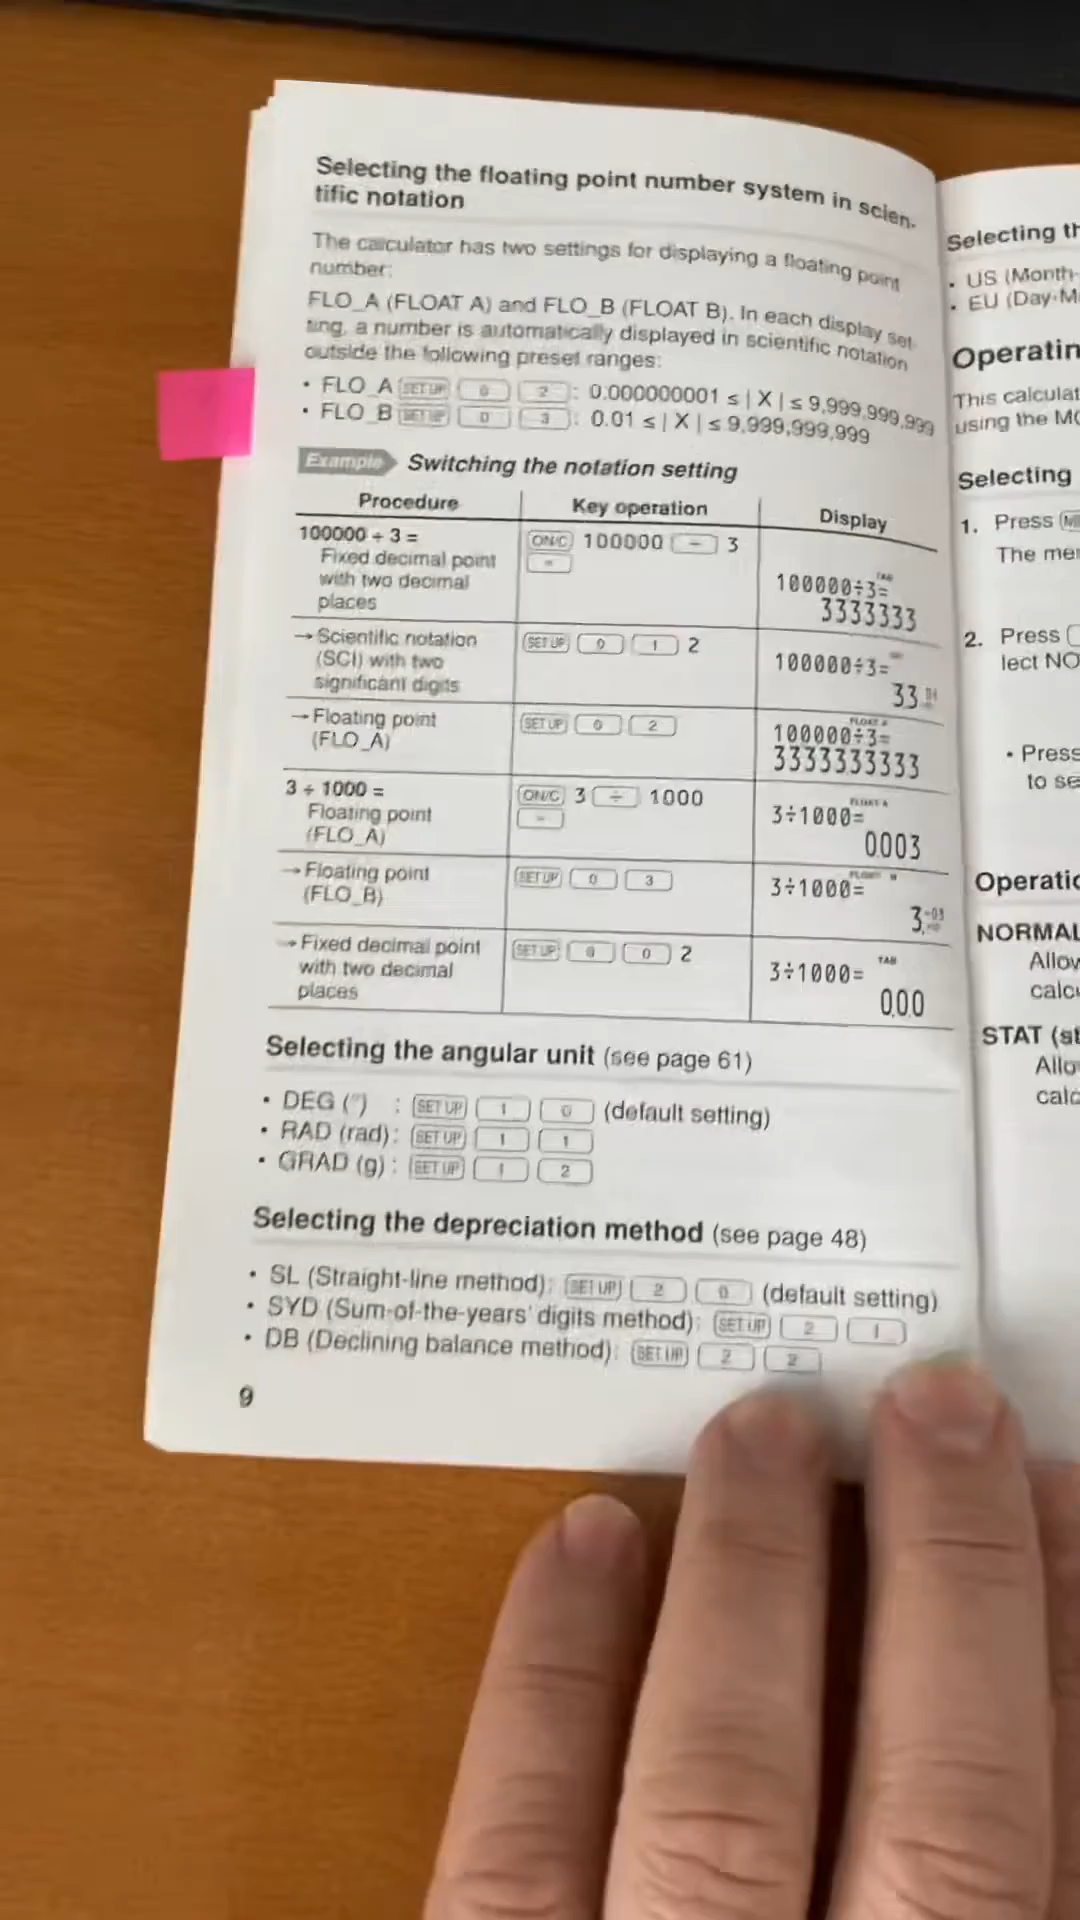 Selecting the floating point number system in scien-
tific notation
The calculator has two settings for displaying a floating point
number:
FLO_A (FLOAT A) and FLO_B (FLOAT B). In each display set-
ting, a number is automatically displayed in scientific notation
outside the following preset ranges:
• FLO_A SET UP 0 2 : 0.000000001 ≤ | X | ≤ 9,999,999,999
• FLO_B SET UP 0 3 : 0.01 ≤ | X | ≤ 9,999,999,999
Example Switching the notation setting
Procedure Key operation Display
100000 ÷ 3 =
Fixed decimal point
with two decimal
places
ON/C 100000 ÷ 3
=
TAB
100000÷3=
3333333
→ Scientific notation
(SCI) with two
significant digits
SET UP 0 1 2
100000÷3=
33
→ Floating point
(FLO_A)
SET UP 0 2
FLOAT A
100000÷3=
3333333333
3 ÷ 1000 =
Floating point
(FLO_A)
ON/C 3 ÷ 1000
=
FLOAT A
3÷1000=
0.003
→ Floating point
(FLO_B)
SET UP 0 3
3÷1000=
3.-03
→ Fixed decimal point
with two decimal
places
SET UP 0 0 2
TAB
3÷1000=
0.00
Selecting the angular unit (see page 61)
• DEG (°) : SET UP 1 0 (default setting)
• RAD (rad): SET UP 1 1
• GRAD (g) : SET UP 1 2
Selecting the depreciation method (see page 48)
• SL (Straight-line method): SET UP 2 0 (default setting)
• SYD (Sum-of-the-years' digits method): SET UP 2 1
• DB (Declining balance method): SET UP 2 2
9
Selecting
• US (Month-
• EU (Day-M
Operatin
This calculat
using the MO
Selecting
1. Press
The me
2. Press
lect NO
• Press
to se
Operatio
NORMAL
Allow
calcu
STAT (st
Allo
calc